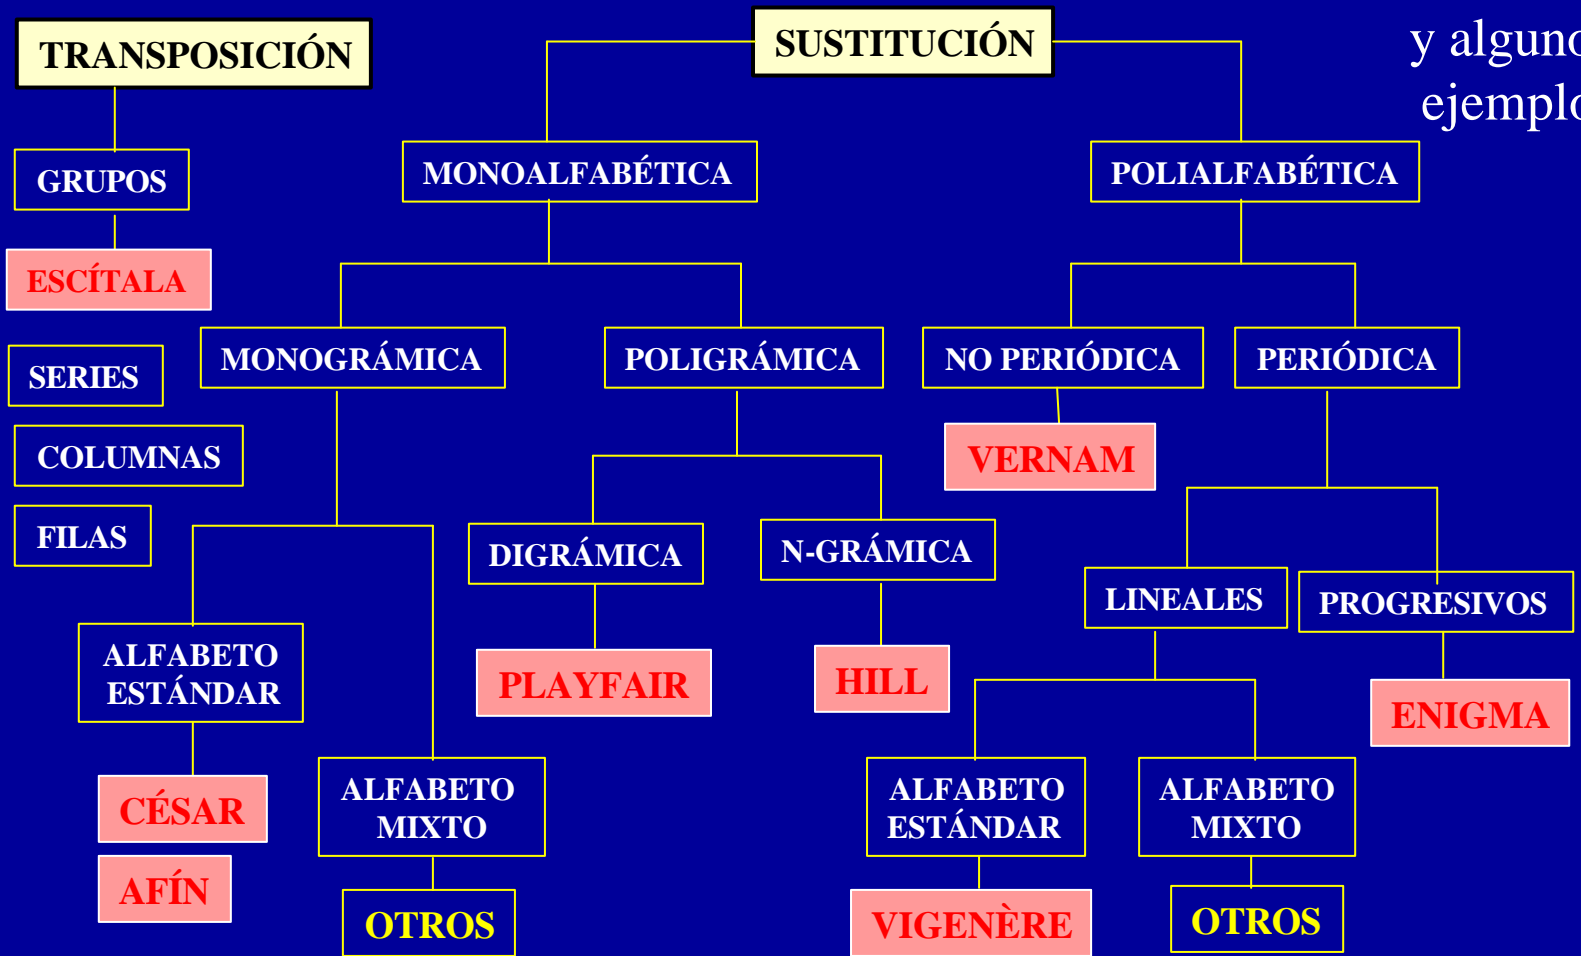 TRANSPOSICIÓN
SUSTITUCIÓN
y alguno
ejemplo
GRUPOS
MONOALFABÉTICA
POLIALFABÉTICA
ESCÍTALA
SERIES
MONOGRÁMICA
POLIGRÁMICA
NO PERIÓDICA
PERIÓDICA
COLUMNAS
VERNAM
FILAS
DIGRÁMICA
N-GRÁMICA
LINEALES
PROGRESIVOS
ALFABETO
ESTÁNDAR
PLAYFAIR
HILL
ENIGMA
CÉSAR
ALFABETO
MIXTO
ALFABETO
ESTÁNDAR
ALFABETO
MIXTO
AFÍN
OTROS
VIGENÈRE
OTROS